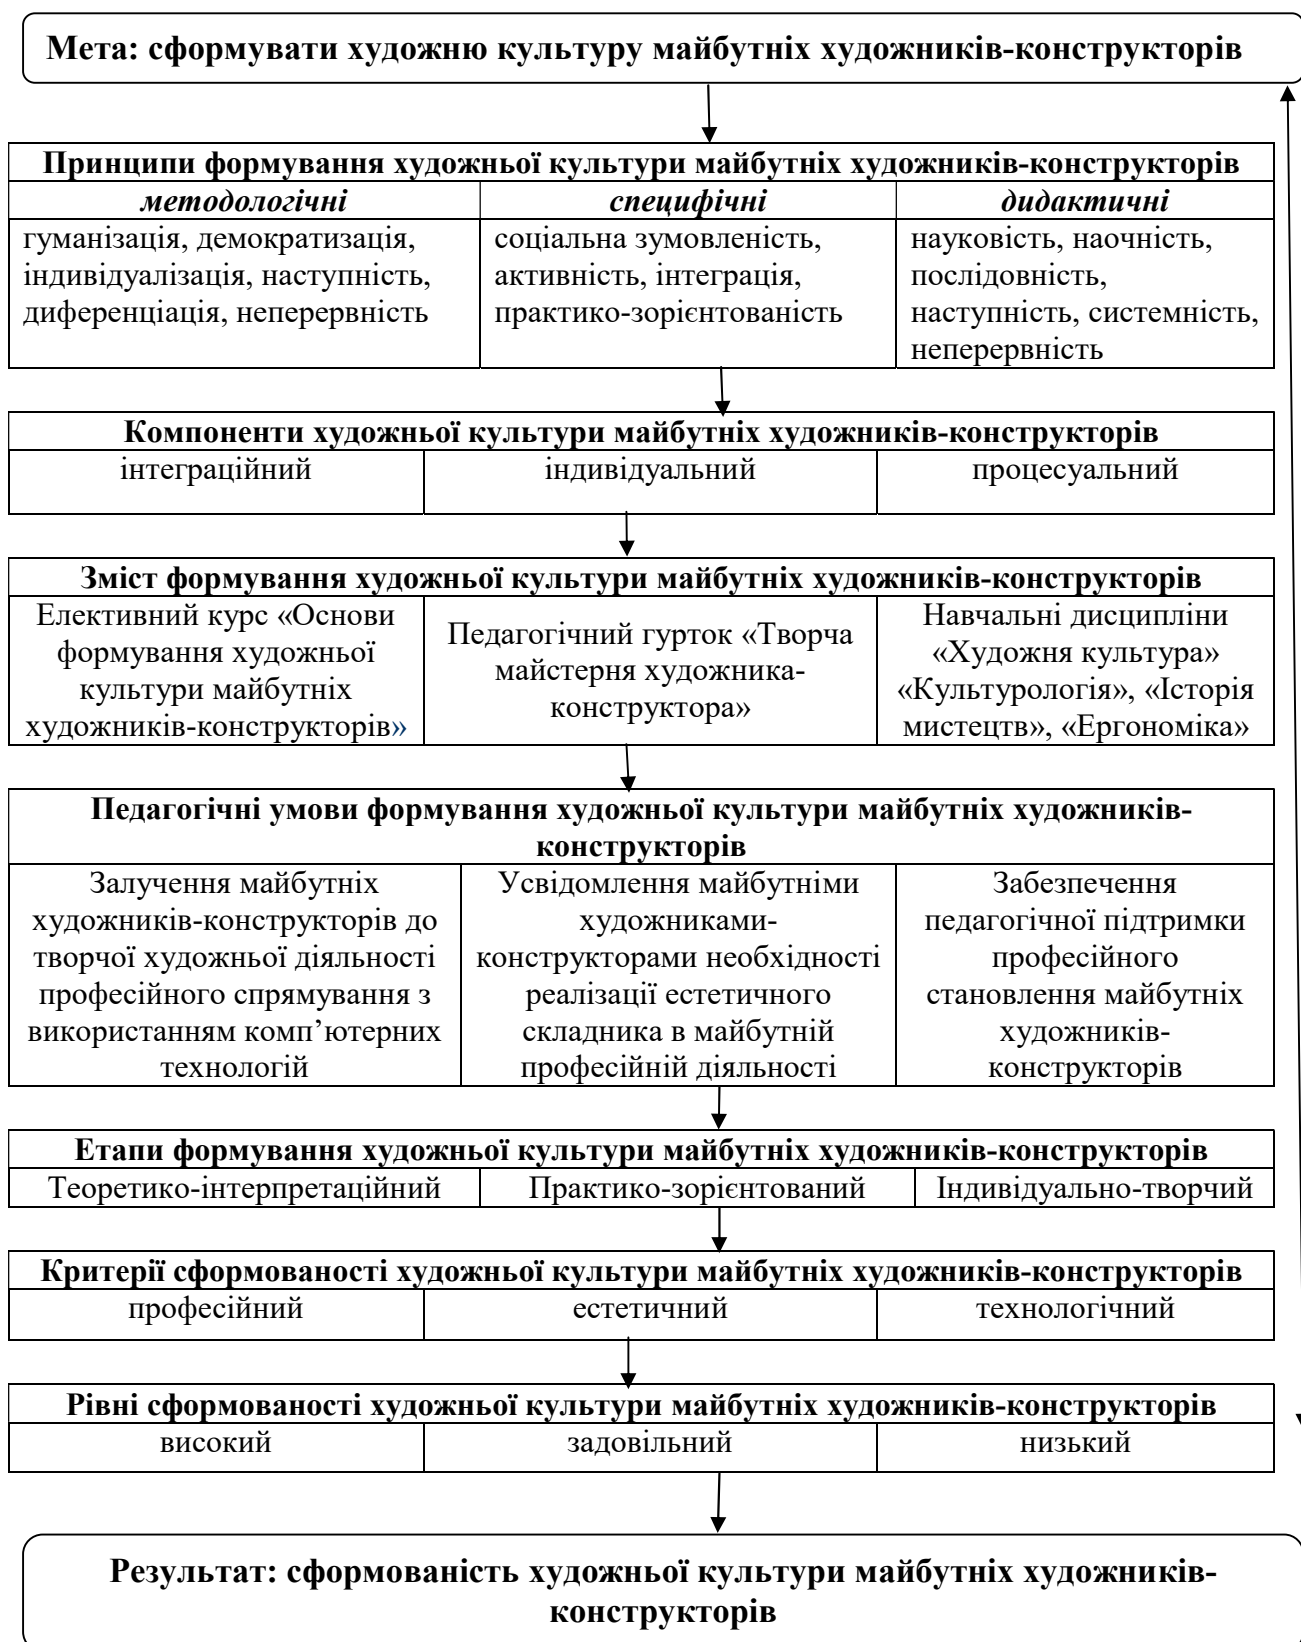 Мета: сформувати художню культуру майбутніх художників-конструкторів
Принципи формування художньої культури майбутніх художників-конструкторів
методологічні
специфічні
дидактичні
гуманізація, демократизація,
індивідуалізація, наступність,
диференціація, неперервність
соціальна зумовленість,
активність, інтеграція,
практико-зорієнтованість
науковість, наочність,
послідовність,
наступність, системність,
неперервність
Компоненти художньої культури майбутніх художників-конструкторів
інтеграційний
індивідуальний
процесуальний
Зміст формування художньої культури майбутніх художників-конструкторів
Елективний курс «Основи
формування художньої
культури майбутніх
художників-конструкторів»
Педагогічний гурток «Творча
майстерня художника-
конструктора»
Навчальні дисципліни
«Художня культура»
«Культурологія», «Історія
мистецтв», «Ергономіка»
Педагогічні умови формування художньої культури майбутніх художників-
конструкторів
Залучення майбутніх
художників-конструкторів до
творчої художньої діяльності
професійного спрямування з
використанням комп’ютерних
технологій
Усвідомлення майбутніми
художниками-
конструкторами необхідності
реалізації естетичного
складника в майбутній
професійній діяльності
Забезпечення
педагогічної підтримки
професійного
становлення майбутніх
художників-
конструкторів
Етапи формування художньої культури майбутніх художників-конструкторів
Теоретико-інтерпретаційний
Практико-зорієнтований
Індивідуально-творчий
Критерії сформованості художньої культури майбутніх художників-конструкторів
професійний
естетичний
технологічний
Рівні сформованості художньої культури майбутніх художників-конструкторів
високий
задовільний
низький
Результат: сформованість художньої культури майбутніх художників-
конструкторів